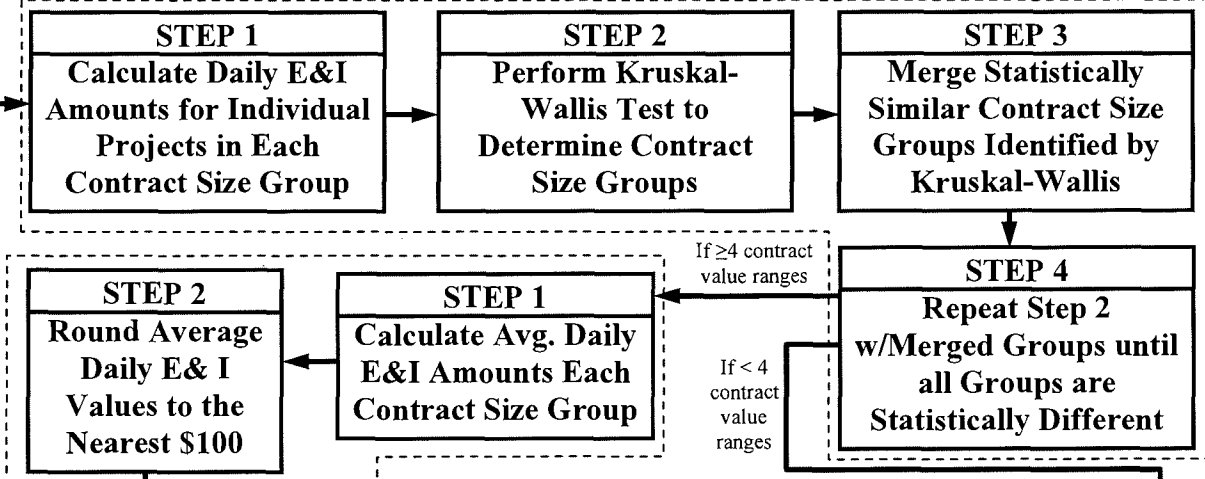 STEP 1
Calculate Daily E&I
Amounts for Individual
Projects in Each
Contract Size Group
STEP 2
Perform Kruskal-
Wallis Test to
Determine Contract
Size Groups
STEP 3
Merge Statistically
Similar Contract Size
Groups Identified by
Kruskal-Wallis
STEP 4
Repeat Step 2
w/Merged Groups until
all Groups are
Statistically Different
If ≥4 contract
value ranges
If < 4
contract
value
ranges
STEP 1
Calculate Avg. Daily
E&I Amounts Each
Contract Size Group
STEP 2
Round Average
Daily E& I
Values to the
Nearest $100